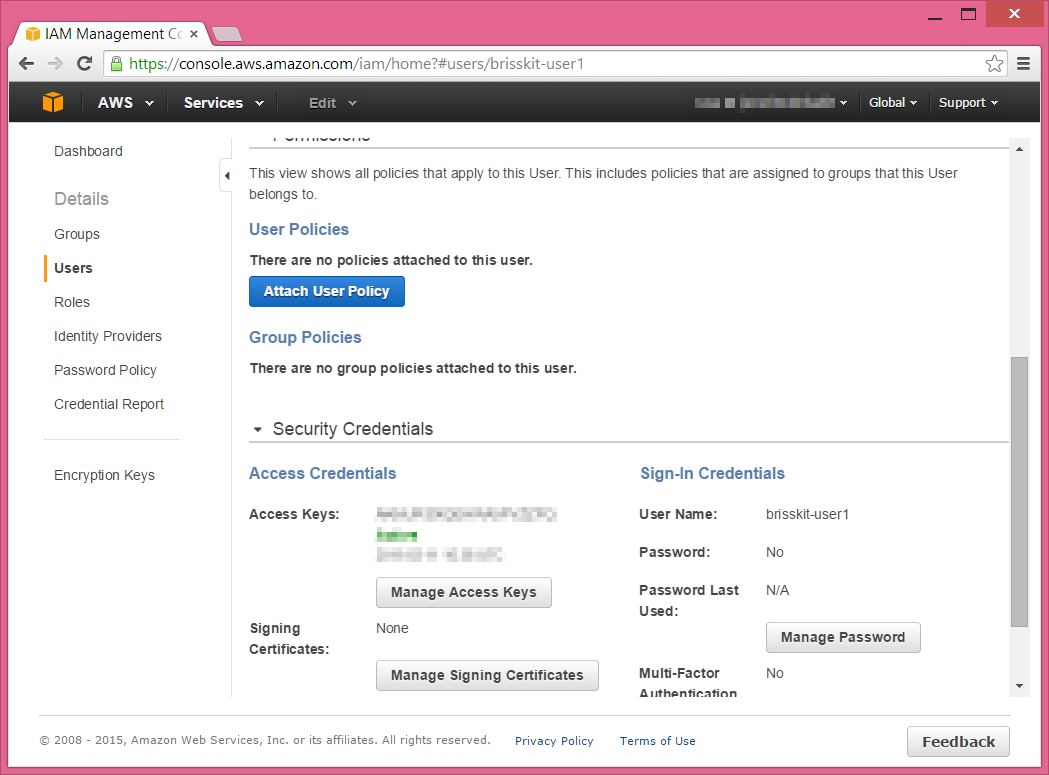 IAM Management Co
https://console.aws.amazon.com/iam/home?#users/brisskit-user1
AWS Services Edit Global Support
Dashboard
Details
Groups
Users
Roles
Identity Providers
Password Policy
Credential Report
Encryption Keys
Permissions
This view shows all policies that apply to this User. This includes policies that are assigned to groups that this User
belongs to.
User Policies
There are no policies attached to this user.
Attach User Policy
Group Policies
There are no group policies attached to this user.
Security Credentials
Access Credentials
Access Keys:
Manage Access Keys
Signing
Certificates:
None
Manage Signing Certificates
Sign-In Credentials
User Name: brisskit-user1
Password: No
Password Last
Used:
N/A
Manage Password
Multi-Factor
Authentication
No
© 2008 - 2015, Amazon Web Services, Inc. or its affiliates. All rights reserved. Privacy Policy Terms of Use
Feedback